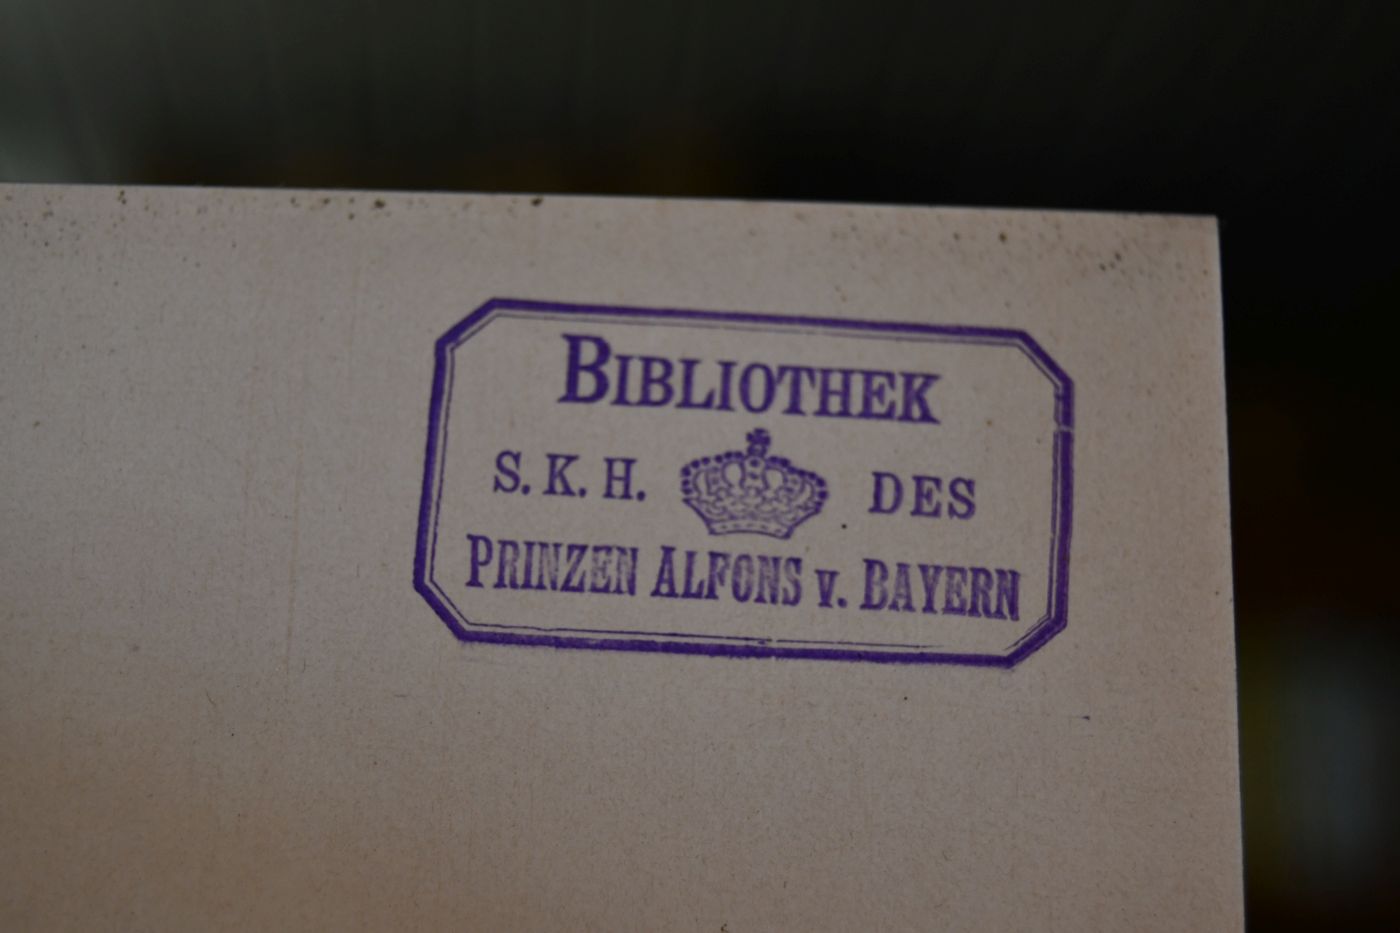 BIBLIOTHEK
S. K. H. DES
PRINZEN ALFONS v. BAYERN